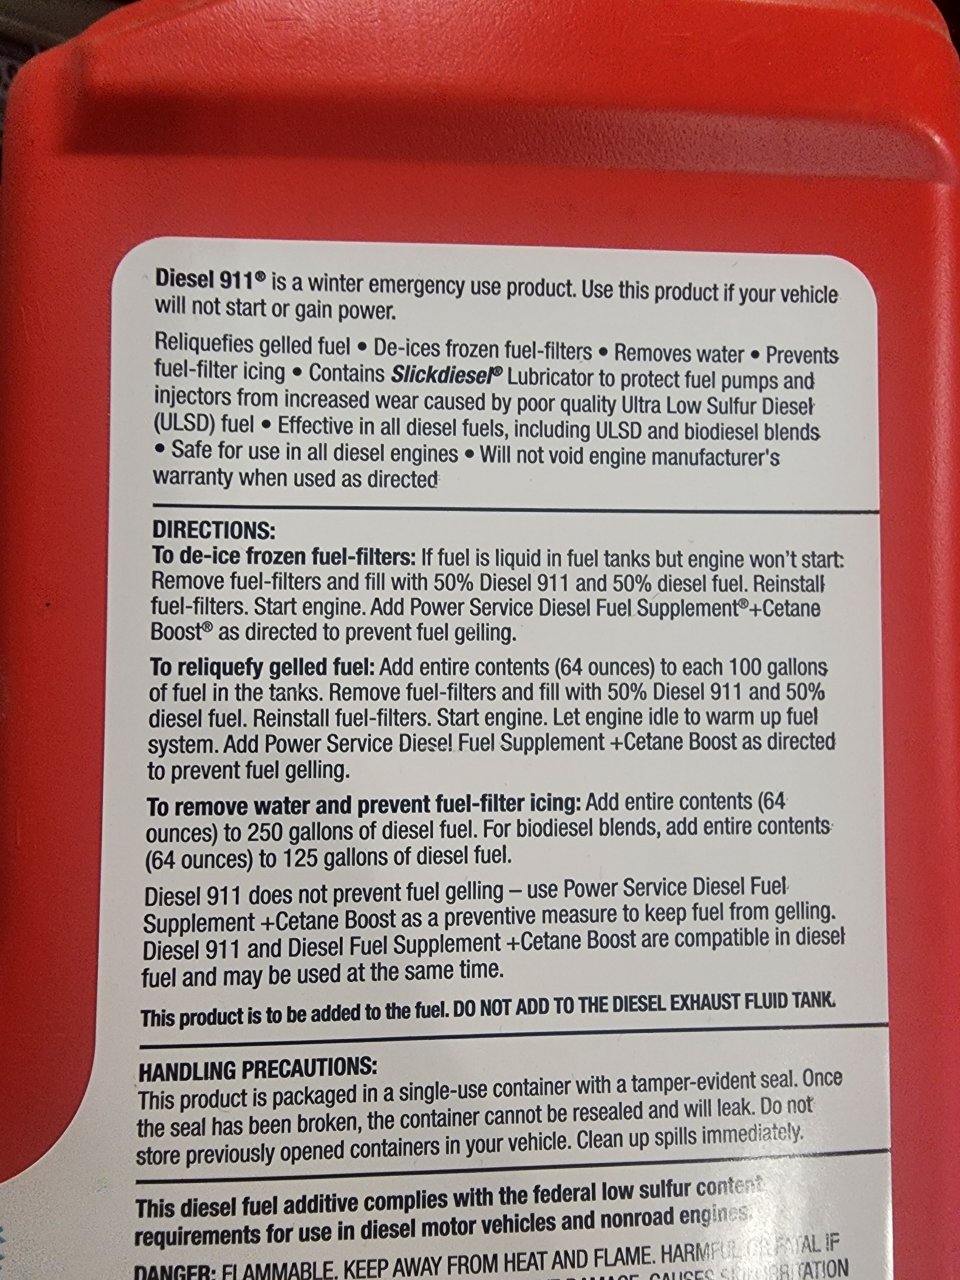 Diesel 911® is a winter emergency use product. Use this product if your vehicle
will not start or gain power.
Reliquefies gelled fuel • De-ices frozen fuel-filters • Removes water • Prevents
fuel-filter icing • Contains Slickdiesel® Lubricator to protect fuel pumps and
injectors from increased wear caused by poor quality Ultra Low Sulfur Diesel
(ULSD) fuel • Effective in all diesel fuels, including ULSD and biodiesel blends
• Safe for use in all diesel engines • Will not void engine manufacturer's
warranty when used as directed
DIRECTIONS:
To de-ice frozen fuel-filters: If fuel is liquid in fuel tanks but engine won't start:
Remove fuel-filters and fill with 50% Diesel 911 and 50% diesel fuel. Reinstall
fuel-filters. Start engine. Add Power Service Diesel Fuel Supplement®+Cetane
Boost® as directed to prevent fuel gelling.
To reliquefy gelled fuel: Add entire contents (64 ounces) to each 100 gallons
of fuel in the tanks. Remove fuel-filters and fill with 50% Diesel 911 and 50%
diesel fuel. Reinstall fuel-filters. Start engine. Let engine idle to warm up fuel
system. Add Power Service Diesel Fuel Supplement +Cetane Boost as directed
to prevent fuel gelling.
To remove water and prevent fuel-filter icing: Add entire contents (64
ounces) to 250 gallons of diesel fuel. For biodiesel blends, add entire contents
(64 ounces) to 125 gallons of diesel fuel.
Diesel 911 does not prevent fuel gelling – use Power Service Diesel Fuel
Supplement +Cetane Boost as a preventive measure to keep fuel from gelling.
Diesel 911 and Diesel Fuel Supplement +Cetane Boost are compatible in diesel
fuel and may be used at the same time.
This product is to be added to the fuel. DO NOT ADD TO THE DIESEL EXHAUST FLUID TANK.
HANDLING PRECAUTIONS:
This product is packaged in a single-use container with a tamper-evident seal. Once
the seal has been broken, the container cannot be resealed and will leak. Do not
store previously opened containers in your vehicle. Clean up spills immediately.
This diesel fuel additive complies with the federal low sulfur content
requirements for use in diesel motor vehicles and nonroad engines.
DANGER: FLAMMABLE. KEEP AWAY FROM HEAT AND FLAME. HARMFUL OR FATAL IF
CAUSES